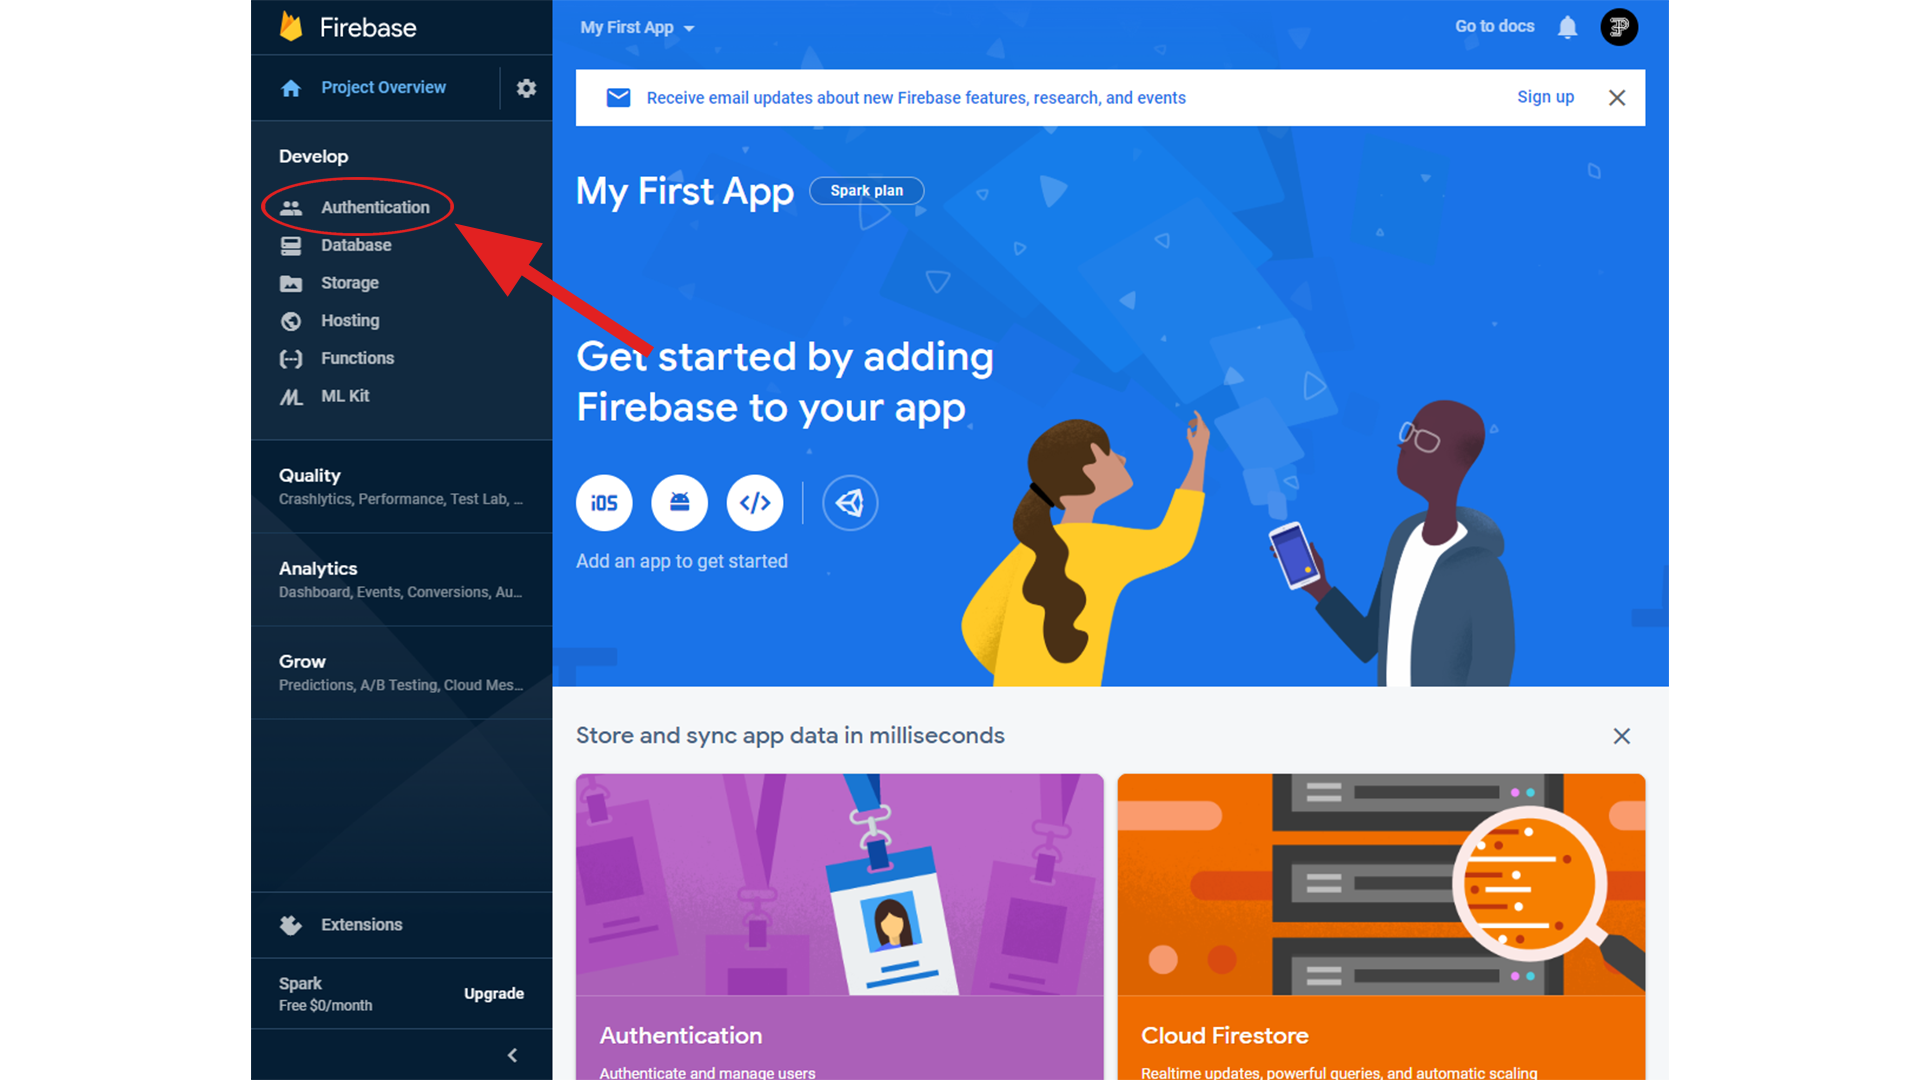 Firebase
Project Overview
Develop
Authentication
Database
Storage
Hosting
Functions
ML Kit
Quality
Crashlytics, Performance, Test Lab, ...
Analytics
Dashboard, Events, Conversions, Au...
Grow
Predictions, A/B Testing, Cloud Mes...
Extensions
Spark
Free $0/month
Upgrade
My First App
Go to docs
Receive email updates about new Firebase features, research, and events
Sign up
My First App
Spark plan
Get started by adding
Firebase to your app
iOS
Add an app to get started
Store and sync app data in milliseconds
Authentication
Authenticate and manage users
Cloud Firestore
Realtime updates, powerful queries, and automatic scaling